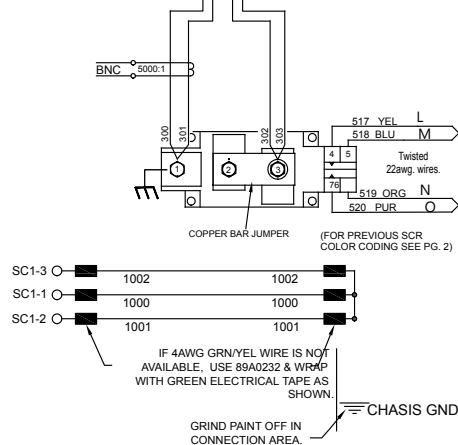 BNC 5000:1
300 301 302 303
1 2 3
4 5
76
517 YEL L
518 BLU M
Twisted
22awg. wires.
519 ORG N
520 PUR O
COPPER BAR JUMPER
(FOR PREVIOUS SCR
COLOR CODING SEE PG. 2)
SC1-3 1002 1002
SC1-1 1000 1000
SC1-2 1001 1001
IF 4AWG GRN/YEL WIRE IS NOT
AVAILABLE, USE 89A0232 & WRAP
WITH GREEN ELECTRICAL TAPE AS
SHOWN.
CHASIS GND
GRIND PAINT OFF IN
CONNECTION AREA.